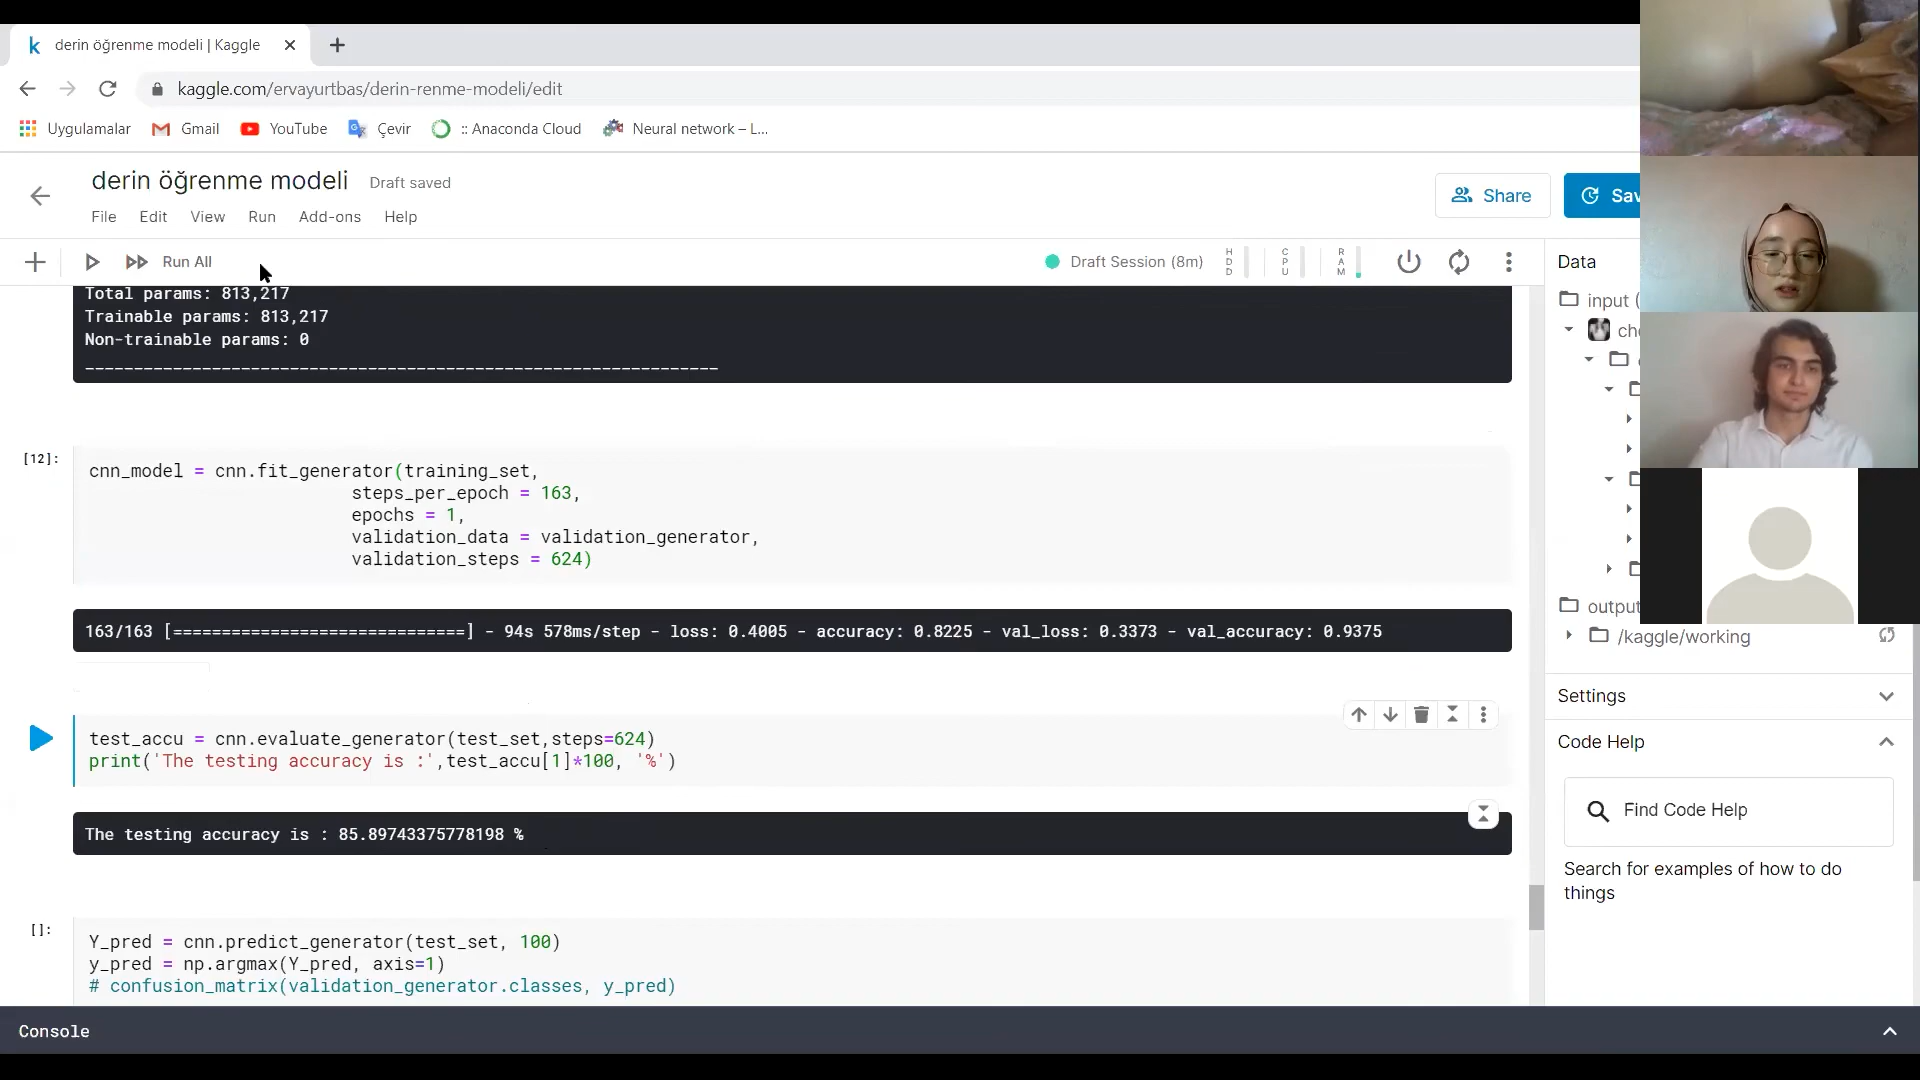 derin öğrenme modeli | Kaggle
kaggle.com/ervayurtbas/derin-renme-modeli/edit
Uygulamalar
Gmail
YouTube
Çevir
:: Anaconda Cloud
Neural network – L...
derin öğrenme modeli
Draft saved
File Edit View Run Add-ons Help
Share
Run All
Draft Session (8m)
HDD
CPU
RAM
Data
Total params: 813,217
Trainable params: 813,217
Non-trainable params: 0
_________________________________________________________________
input (
[12]:
cnn_model = cnn.fit_generator(training_set,
steps_per_epoch = 163,
epochs = 1,
validation_data = validation_generator,
validation_steps = 624)
163/163 [==============================] - 94s 578ms/step - loss: 0.4005 - accuracy: 0.8225 - val_loss: 0.3373 - val_accuracy: 0.9375
output
/kaggle/working
Settings
test_accu = cnn.evaluate_generator(test_set,steps=624)
print('The testing accuracy is :',test_accu[1]*100, '%')
Code Help
Find Code Help
The testing accuracy is : 85.89743375778198 %
Search for examples of how to do
things
[]:
Y_pred = cnn.predict_generator(test_set, 100)
y_pred = np.argmax(Y_pred, axis=1)
# confusion_matrix(validation_generator.classes, y_pred)
Console